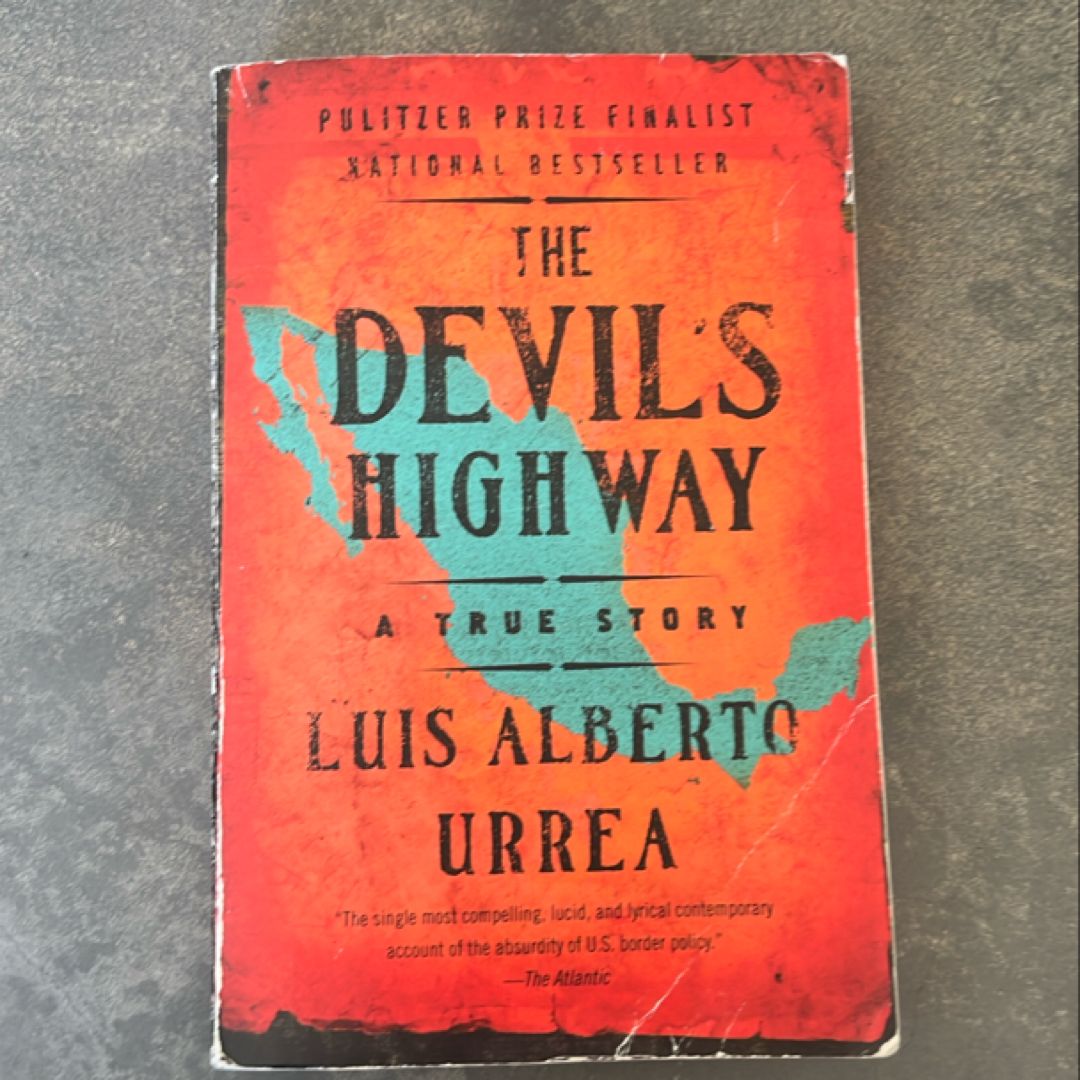 PULITZER PRIZE FINALIST
NATIONAL BESTSELLER
THE
DEVIL'S
HIGHWAY
A TRUE STORY
LUIS ALBERTO
URREA
"The single most compelling, lucid, and lyrical contemporary
account of the absurdity of U.S. border policy."
—The Atlantic